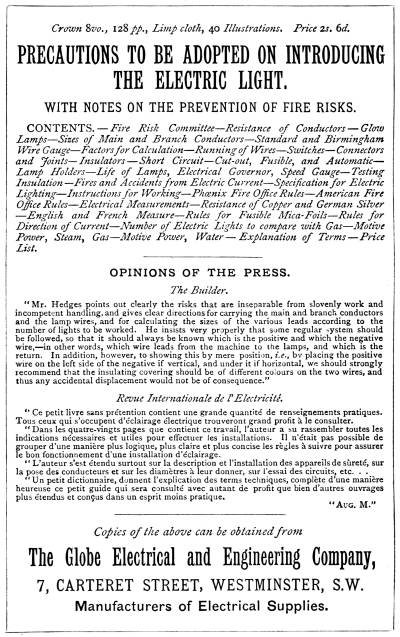 Crown 8vo., 128 pp., Limp cloth, 40 Illustrations. Price 2s. 6d.
PRECAUTIONS TO BE ADOPTED ON INTRODUCING
THE ELECTRIC LIGHT.
WITH NOTES ON THE PREVENTION OF FIRE RISKS.
CONTENTS.—Fire Risk Committee—Resistance of Conductors—Glow
Lamps—Sizes of Main and Branch Conductors—Standard and Birmingham
Wire Gauge—Factors for Calculation—Running of Wires—Switches—Connectors
and Joints—Insulators—Short Circuit—Cut-out, Fusible, and Automatic—
Lamp Holders—Life of Lamps, Electrical Governor, Speed Gauge—Testing
Insulation—Fires and Accidents from Electric Current—Specification for Electric
Lighting—Instructions for Working—Phœnix Fire Office Rules—American Fire
Office Rules—Electrical Measurements—Resistance of Copper and German Silver
—English and French Measure—Rules for Fusible Mica-Foils—Rules for
Direction of Current—Number of Electric Lights to compare with Gas—Motive
Power, Steam, Gas—Motive Power, Water—Explanation of Terms—Price
List.
OPINIONS OF THE PRESS.
The Builder.
"Mr. Hedges points out clearly the risks that are inseparable from slovenly work and
incompetent handling, and gives clear directions for carrying the main and branch conductors
and the lamp wires, and for calculating the sizes of the various leads according to the
number of lights to be worked. He insists very properly that some regular system should
be followed, so that it should always be known which is the positive and which the negative
wire,—in other words, which wire leads from the machine to the lamps, and which is the
return. In addition, however, to showing this by mere position, i.e., by placing the positive
wire on the left side of the negative if vertical, and under it if horizontal, we should strongly
recommend that the insulating covering should be of different colours on the two wires, and
thus any accidental displacement would not be of consequence."
Revue Internationale de l'Electricité.
"Ce petit livre sans prétention contient une grande quantité de renseignements pratiques.
Tous ceux qui s'occupent d'éclairage électrique trouveront grand profit à le consulter.
"Dans les quatre-vingts pages que contient ce travail, l'auteur a su rassembler toutes les
indications nécessaires et utiles pour effectuer les installations. Il n'était pas possible de
grouper d'une manière plus logique, plus claire et plus concise les règles à suivre pour assurer
le bon fonctionnement d'une installation d'éclairage.
"L'auteur s'est étendu surtout sur la description et l'installation des appareils de sûreté, sur
la pose des conducteurs et sur les diamètres à leur donner, sur l'essai des circuits, etc. . .
"Un petit dictionnaire, donnent l'explication des terms techniques, complète d'une manière
heureuse ce petit guide qui sera consulté avec autant de profit que bien d'autres ouvrages
plus étendus et conçus dans un esprit moins pratique.
"AUG. M."
Copies of the above can be obtained from
The Globe Electrical and Engineering Company,
7, CARTERET STREET, WESTMINSTER, S.W.
Manufacturers of Electrical Supplies.